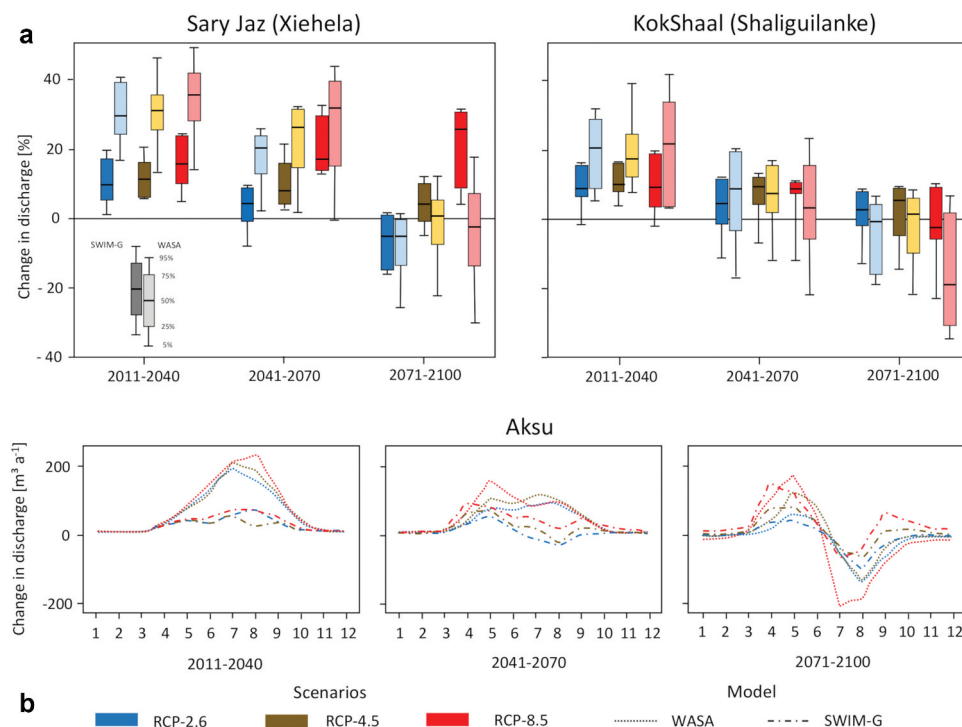 a
Sary Jaz (Xiehela)
KokShaal (Shaliguilanke)
Change in discharge [%]
40
20
0
- 20
- 40
SWIM-G
WASA
95%
75%
50%
25%
5%
2011-2040
2041-2070
2071-2100
2011-2040
2041-2070
2071-2100
Aksu
Change in discharge [m³ a⁻¹]
200
0
-200
1 2 3 4 5 6 7 8 9 10 11 12
1 2 3 4 5 6 7 8 9 10 11 12
1 2 3 4 5 6 7 8 9 10 11 12
2011-2040
2041-2070
2071-2100
b
Scenarios
Model
RCP-2.6
RCP-4.5
RCP-8.5
WASA
SWIM-G